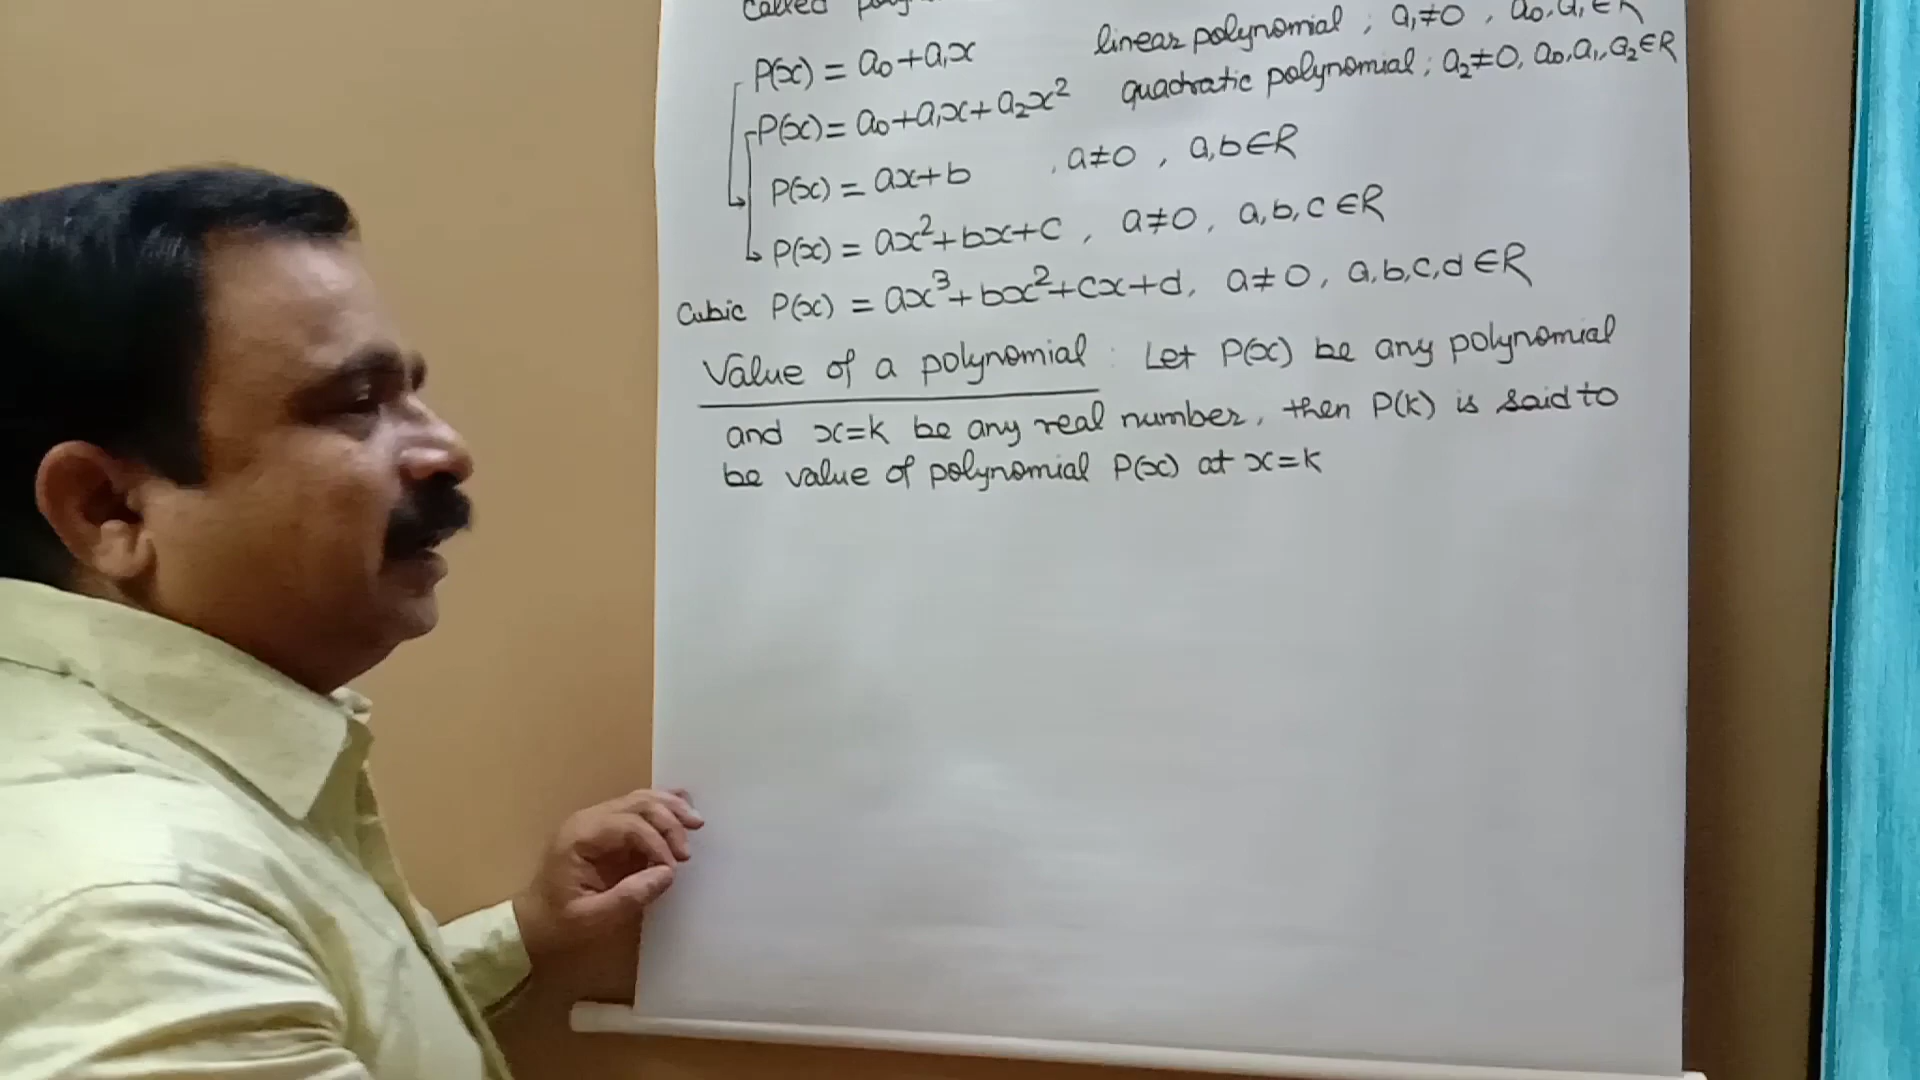 Called
P(x) = a₀+a₁x linear polynomial ; a₁≠0 , a₀,a₁∈R
P(x)= a₀+a₁x+a₂x² quadratic polynomial ; a₂≠0, a₀,a₁,a₂∈R
P(x) = ax+b , a≠0 , a,b∈R
P(x) = ax²+bx+c , a≠0, a,b,c∈R
Cubic P(x) = ax³+bx²+cx+d, a≠0, a,b,c,d∈R
Value of a polynomial : Let P(x) be any polynomial
and x=k be any real number, then P(k) is said to
be value of polynomial P(x) at x=k